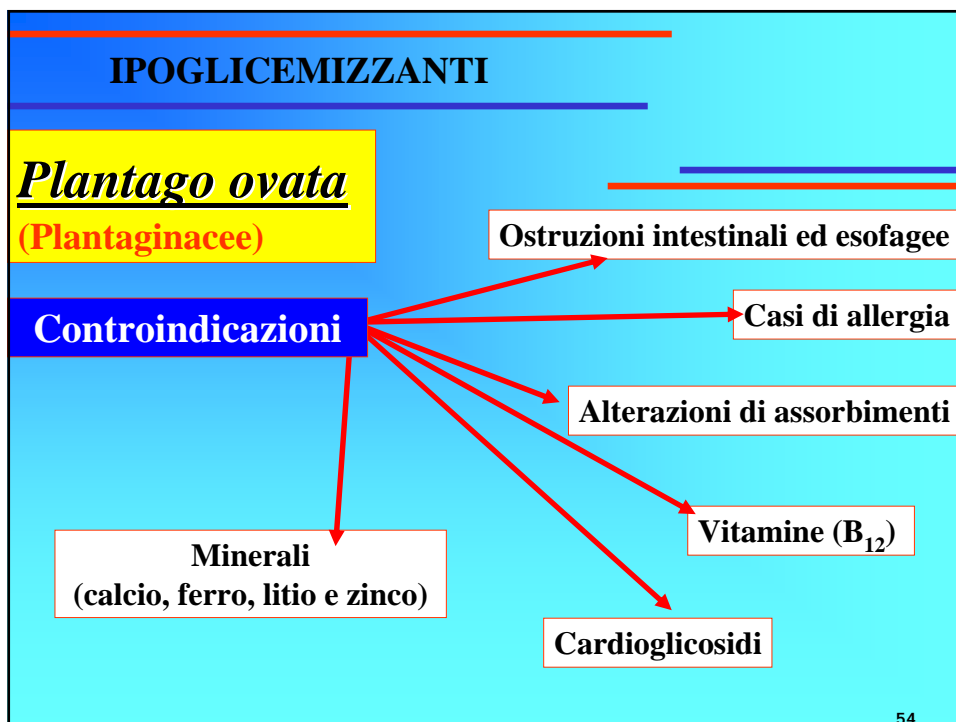 IPOGLICEMIZZANTI
Plantago ovata
(Plantaginacee)
Controindicazioni
Ostruzioni intestinali ed esofagee
Casi di allergia
Alterazioni di assorbimenti
Vitamine (B₁₂)
Cardioglicosidi
Minerali
(calcio, ferro, litio e zinco)
54